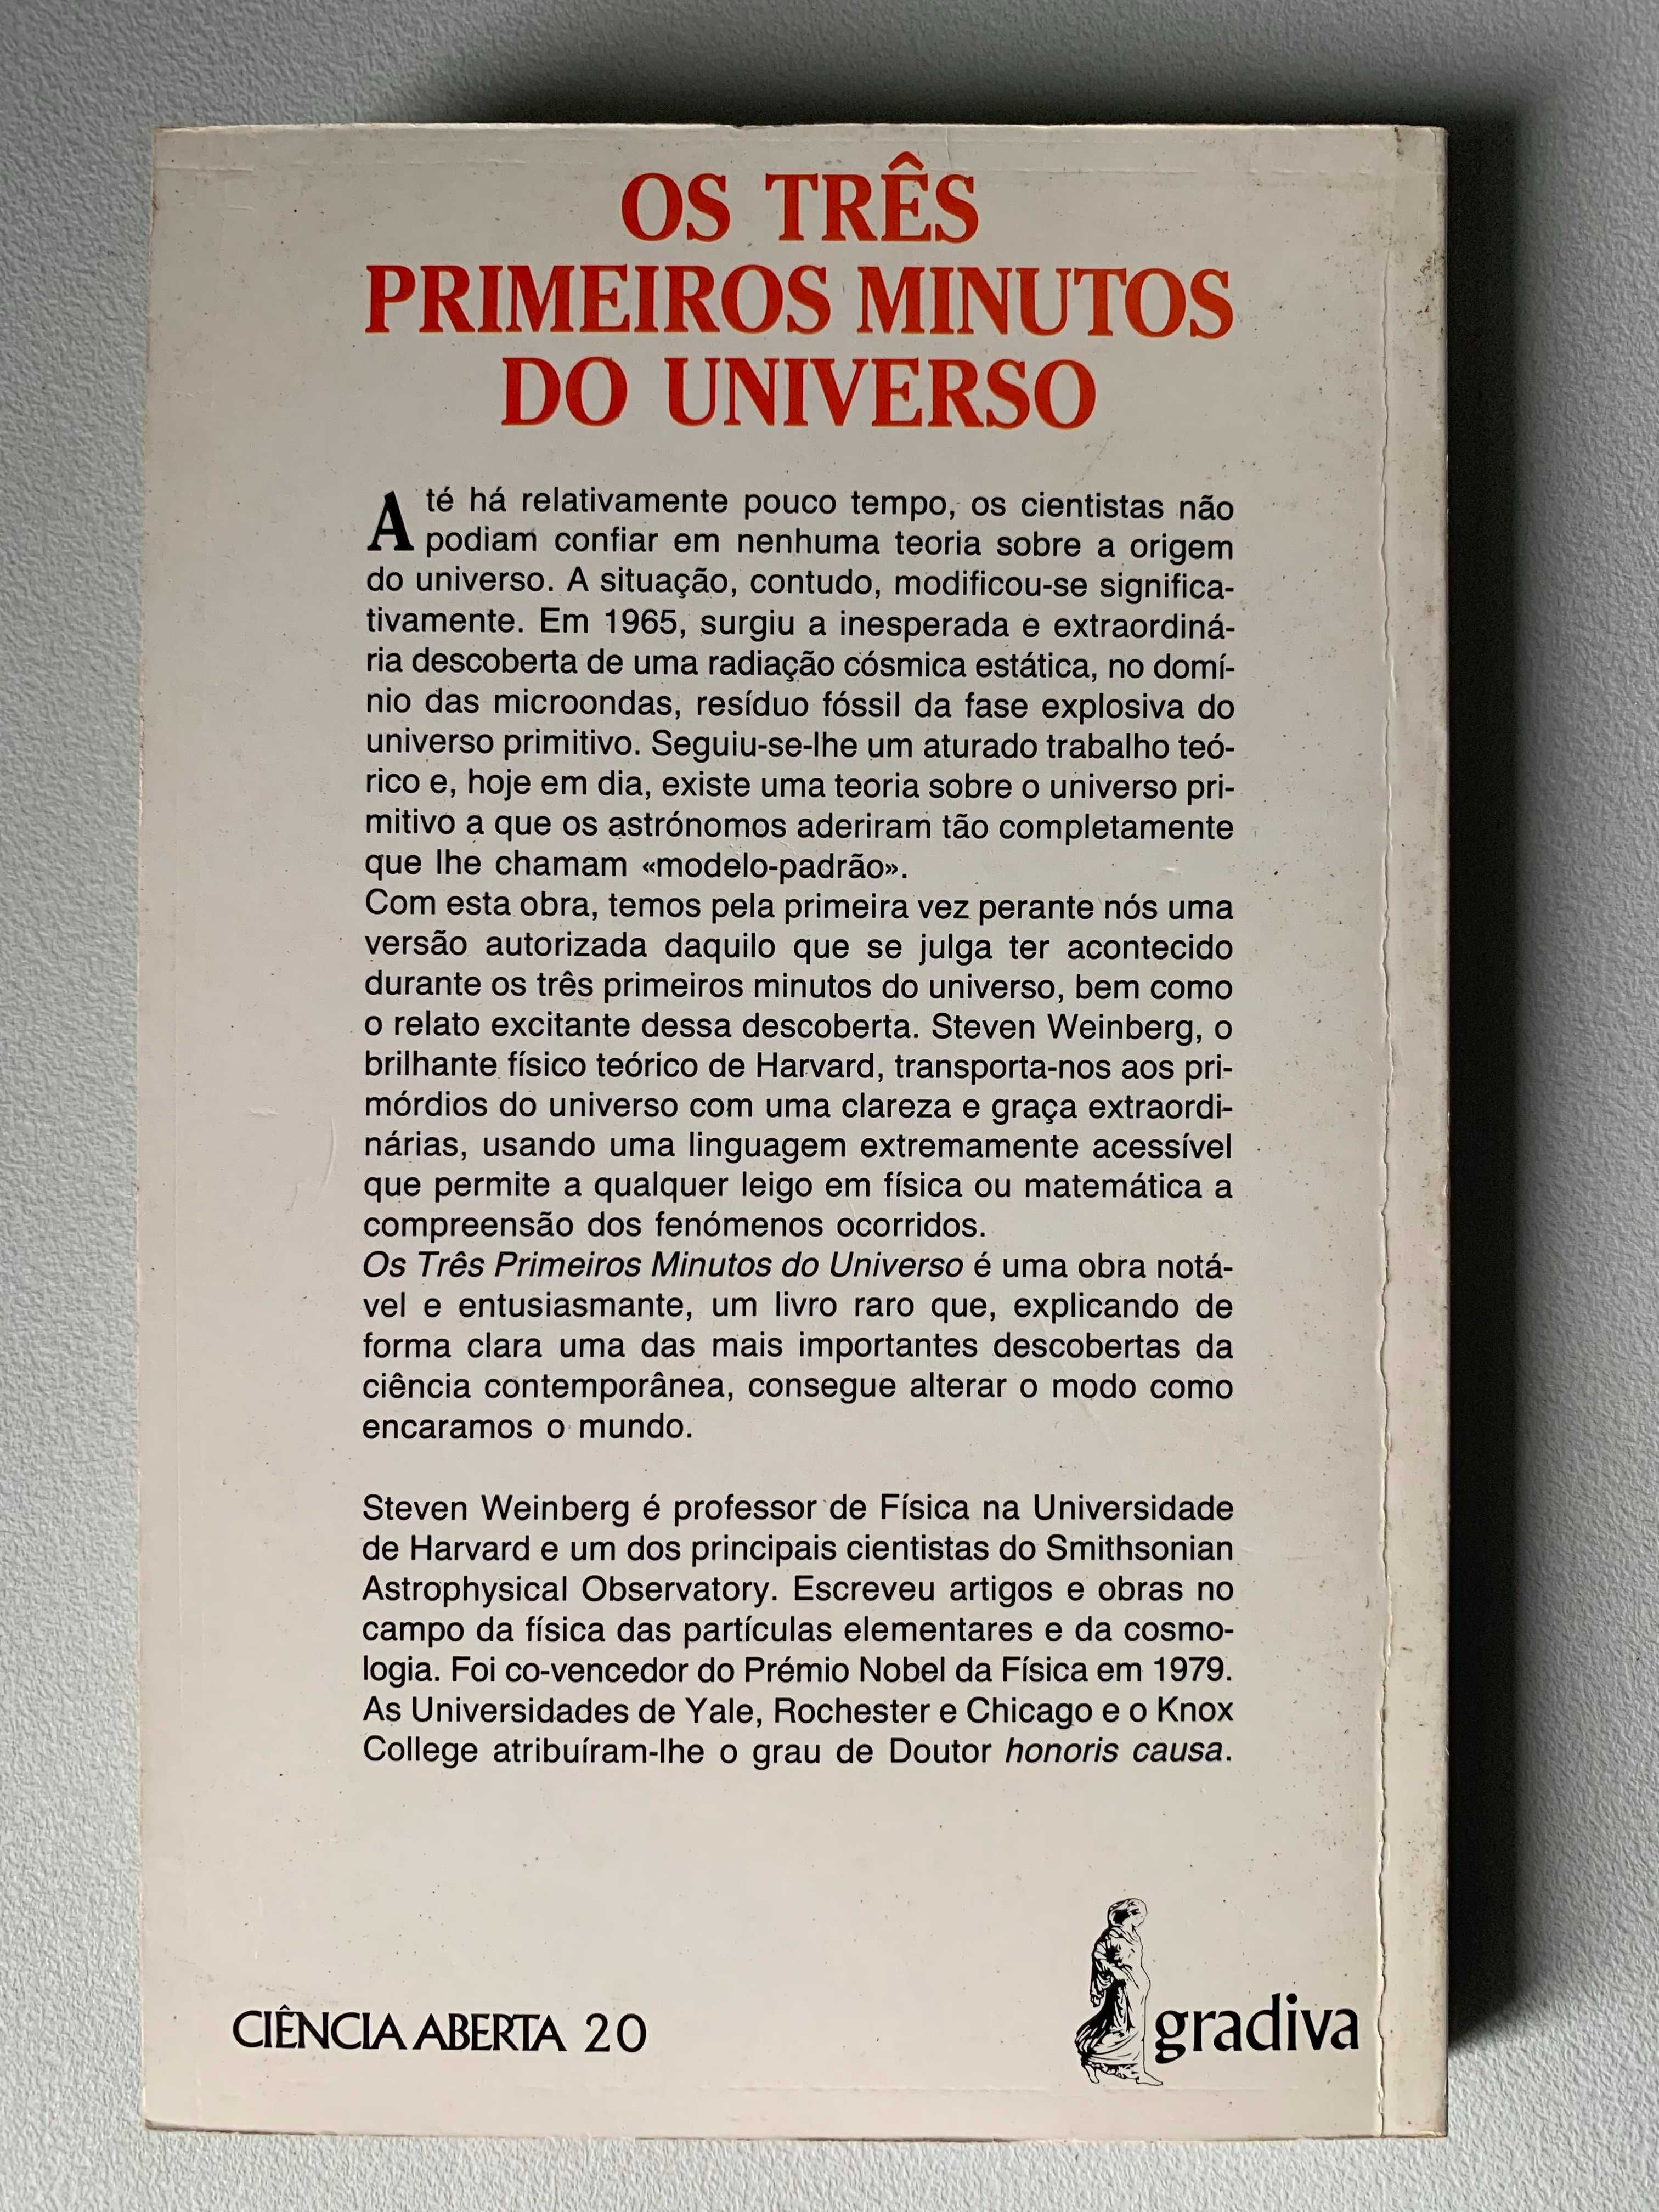 OS TRÊS
PRIMEIROS MINUTOS
DO UNIVERSO
Até há relativamente pouco tempo, os cientistas não
podiam confiar em nenhuma teoria sobre a origem
do universo. A situação, contudo, modificou-se significa-
tivamente. Em 1965, surgiu a inesperada e extraordiná-
ria descoberta de uma radiação cósmica estática, no domí-
nio das microondas, resíduo fóssil da fase explosiva do
universo primitivo. Seguiu-se-lhe um aturado trabalho teó-
rico e, hoje em dia, existe uma teoria sobre o universo pri-
mitivo a que os astrónomos aderiram tão completamente
que lhe chamam «modelo-padrão».
Com esta obra, temos pela primeira vez perante nós uma
versão autorizada daquilo que se julga ter acontecido
durante os três primeiros minutos do universo, bem como
o relato excitante dessa descoberta. Steven Weinberg, o
brilhante físico teórico de Harvard, transporta-nos aos pri-
mórdios do universo com uma clareza e graça extraordi-
nárias, usando uma linguagem extremamente acessível
que permite a qualquer leigo em física ou matemática a
compreensão dos fenómenos ocorridos.
Os Três Primeiros Minutos do Universo é uma obra notá-
vel e entusiasmante, um livro raro que, explicando de
forma clara uma das mais importantes descobertas da
ciência contemporânea, consegue alterar o modo como
encaramos o mundo.
Steven Weinberg é professor de Física na Universidade
de Harvard e um dos principais cientistas do Smithsonian
Astrophysical Observatory. Escreveu artigos e obras no
campo da física das partículas elementares e da cosmo-
logia. Foi co-vencedor do Prémio Nobel da Física em 1979.
As Universidades de Yale, Rochester e Chicago e o Knox
College atribuíram-lhe o grau de Doutor honoris causa.
CIÊNCIA ABERTA 20
gradiva